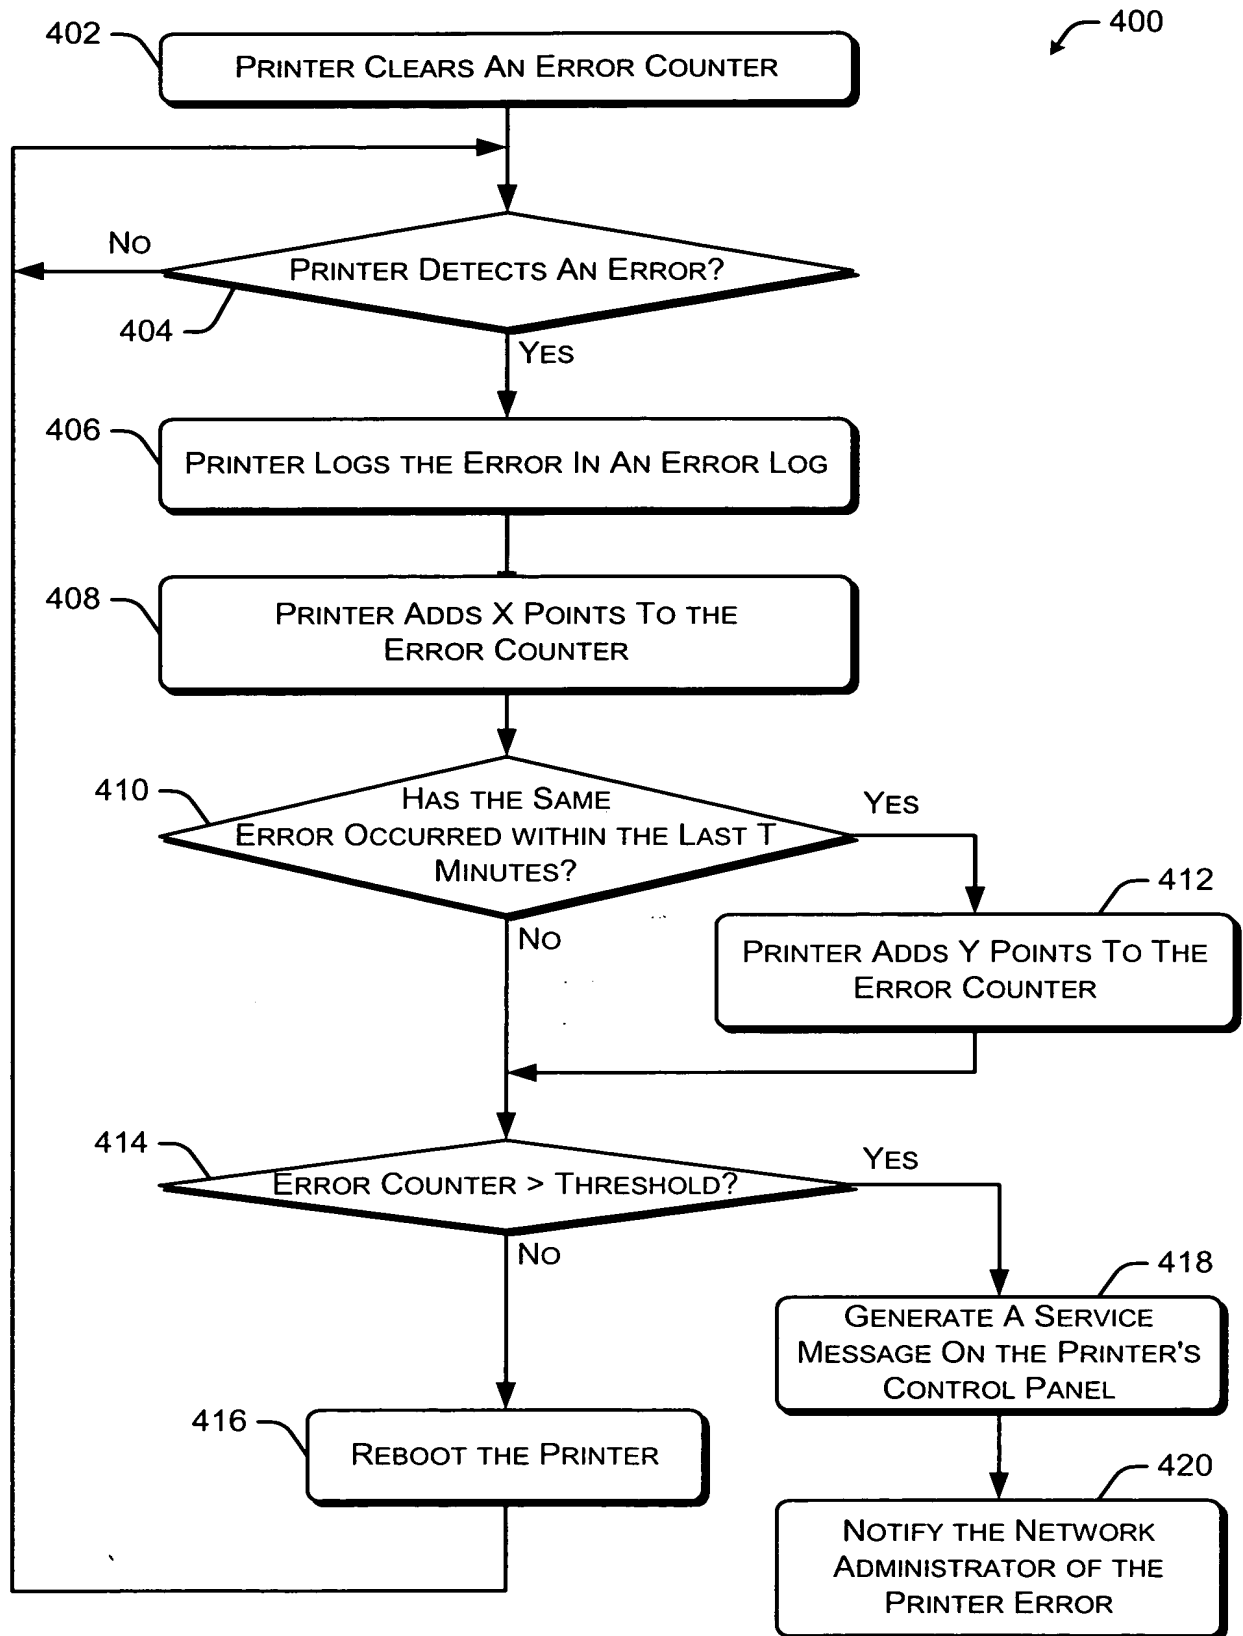 400
402
PRINTER CLEARS AN ERROR COUNTER
NO
PRINTER DETECTS AN ERROR?
404
YES
406
PRINTER LOGS THE ERROR IN AN ERROR LOG
408
PRINTER ADDS X POINTS TO THE
ERROR COUNTER
410
HAS THE SAME
ERROR OCCURRED WITHIN THE LAST T
MINUTES?
YES
NO
412
PRINTER ADDS Y POINTS TO THE
ERROR COUNTER
414
ERROR COUNTER > THRESHOLD?
YES
NO
418
GENERATE A SERVICE
MESSAGE ON THE PRINTER'S
CONTROL PANEL
416
REBOOT THE PRINTER
420
NOTIFY THE NETWORK
ADMINISTRATOR OF THE
PRINTER ERROR